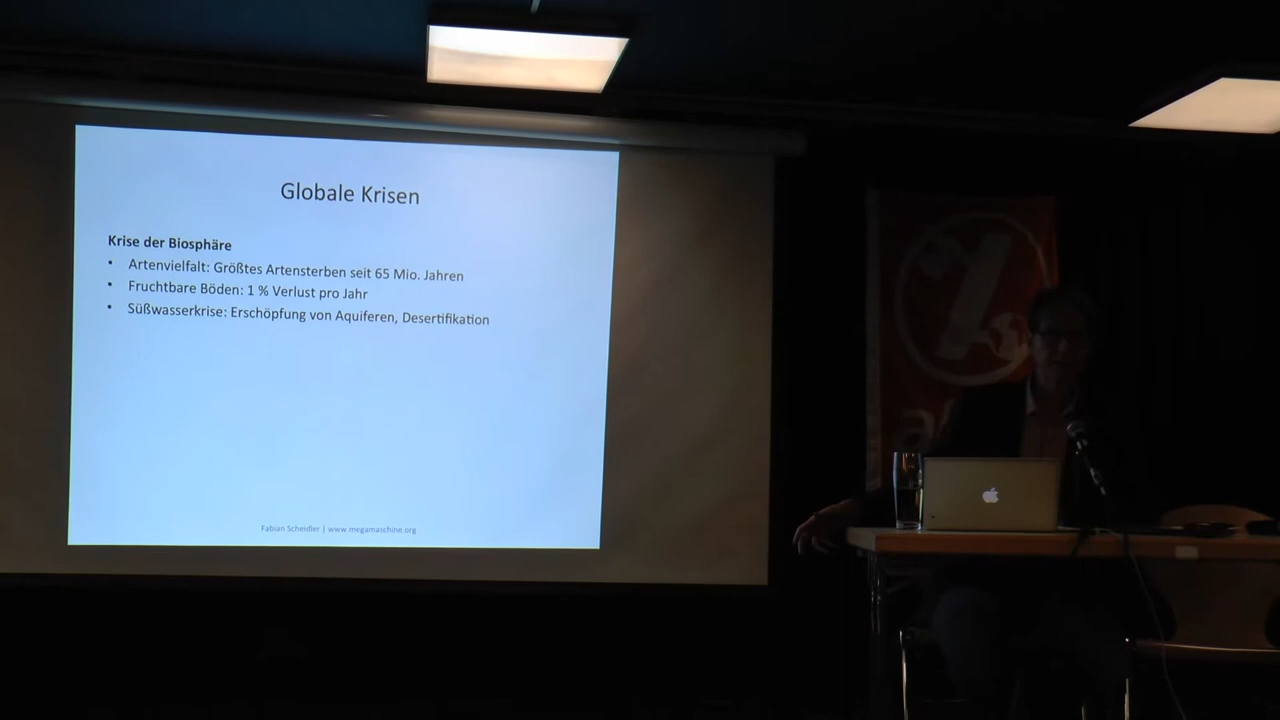 Globale Krisen
Krise der Biosphäre
• Artenvielfalt: Größtes Artensterben seit 65 Mio. Jahren
• Fruchtbare Böden: 1 % Verlust pro Jahr
• Süßwasserkrise: Erschöpfung von Aquiferen, Desertifikation
Fabian Scheidler | www.megamaschine.org